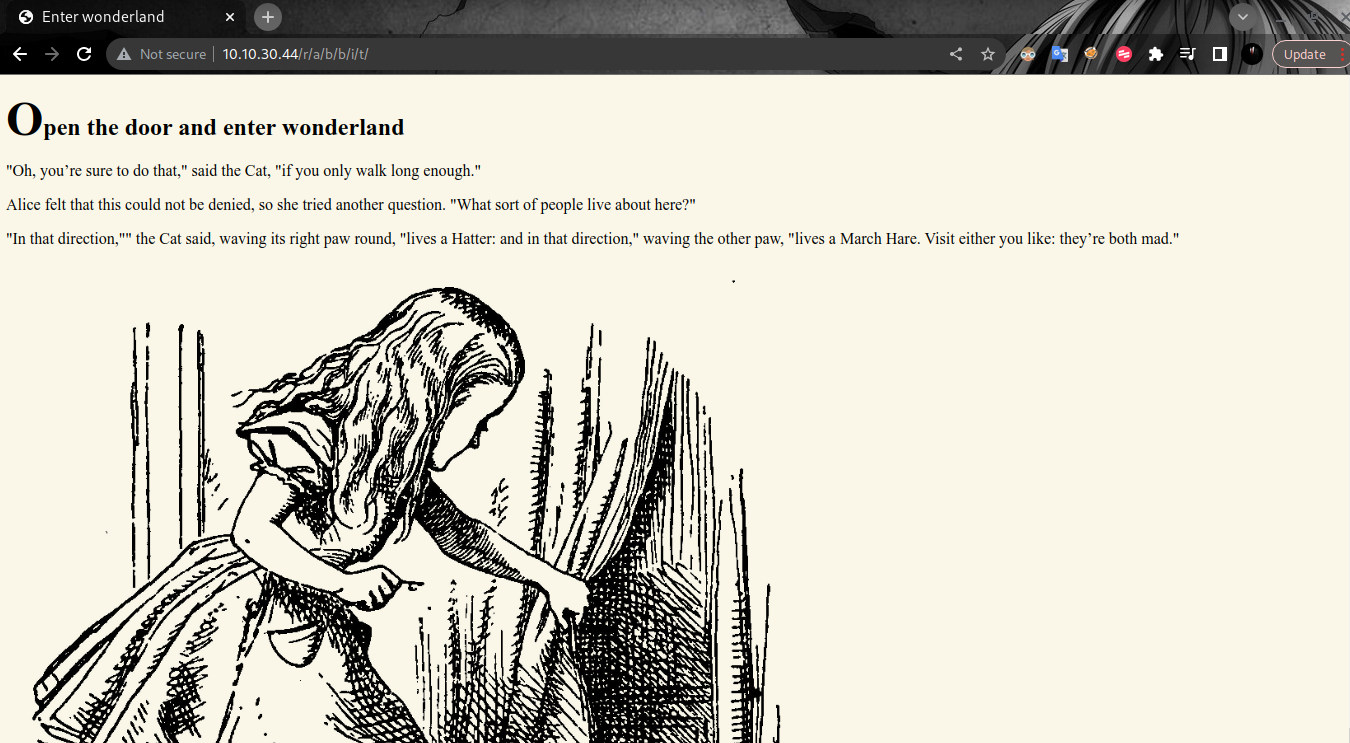 Enter wonderland
Not secure 10.10.30.44/r/a/b/b/i/t/
Update
Open the door and enter wonderland
"Oh, you’re sure to do that," said the Cat, "if you only walk long enough."
Alice felt that this could not be denied, so she tried another question. "What sort of people live about here?"
"In that direction,"" the Cat said, waving its right paw round, "lives a Hatter: and in that direction," waving the other paw, "lives a March Hare. Visit either you like: they’re both mad."